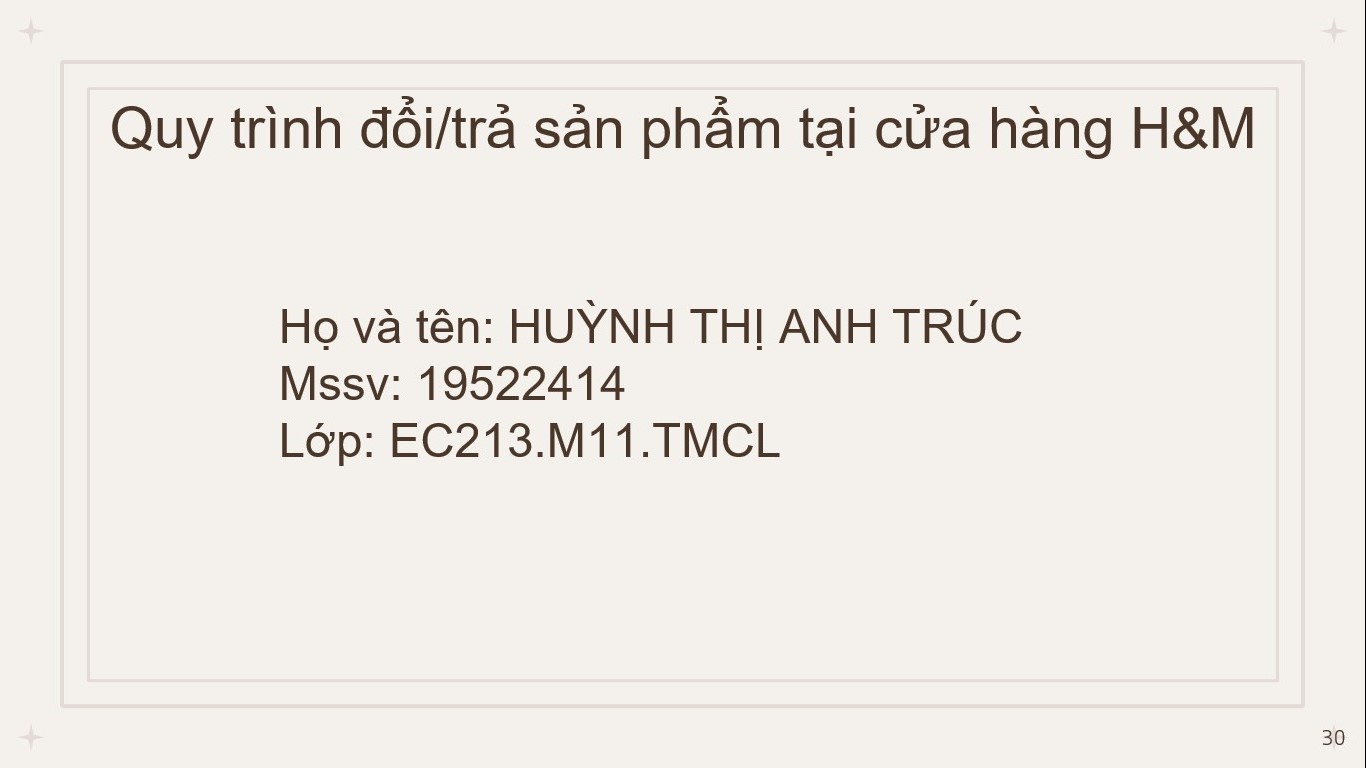 Quy trình đổi/trả sản phẩm tại cửa hàng H&M
Họ và tên: HUỲNH THỊ ANH TRÚC
Mssv: 19522414
Lớp: EC213.M11.TMCL
30